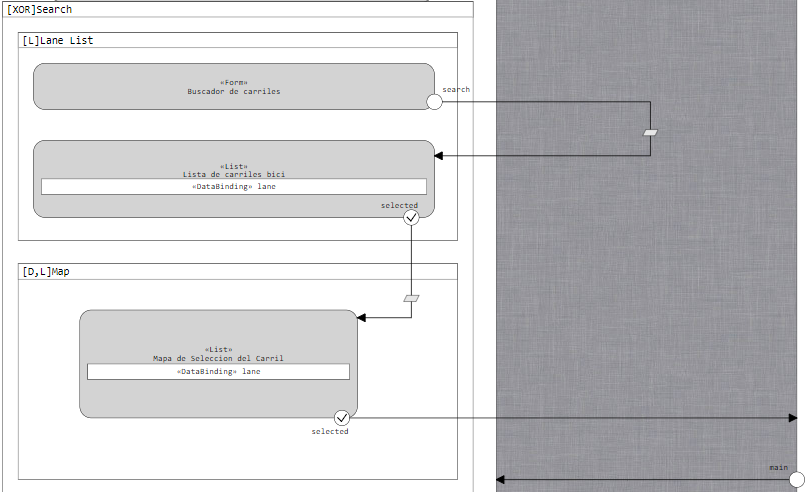 [XOR]Search
[L]Lane List
«Form»
Buscador de carriles
search
«List»
Lista de carriles bici
«DataBinding» lane
selected
[D,L]Map
«List»
Mapa de Seleccion del Carril
«DataBinding» lane
selected
main